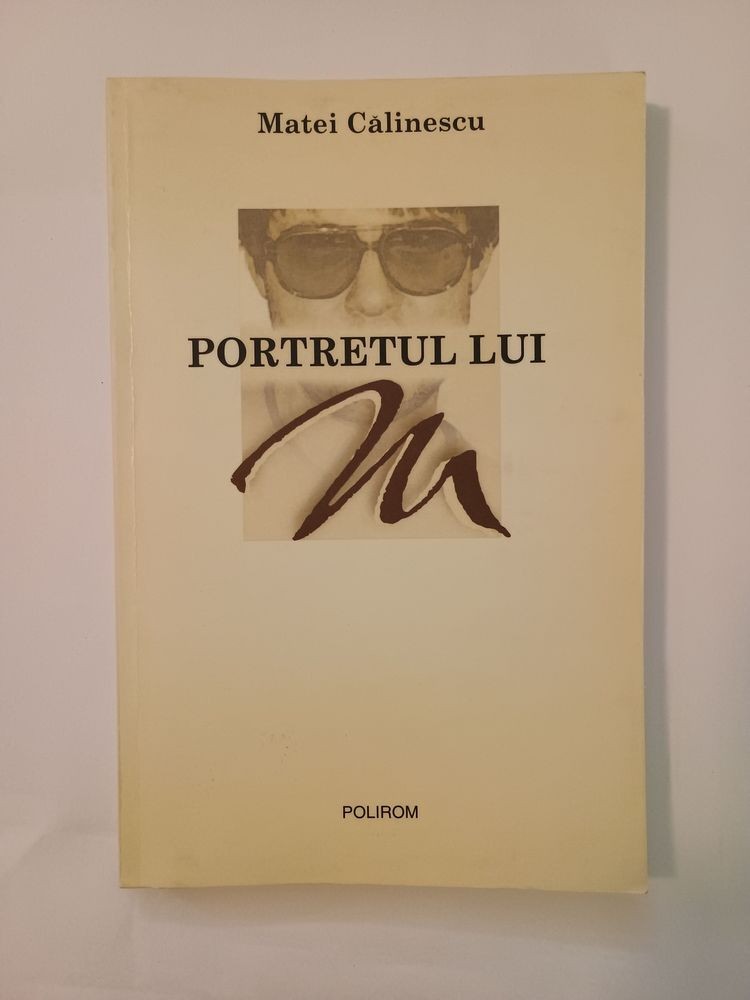 Matei Călinescu
PORTRETUL LUI
M
POLIROM